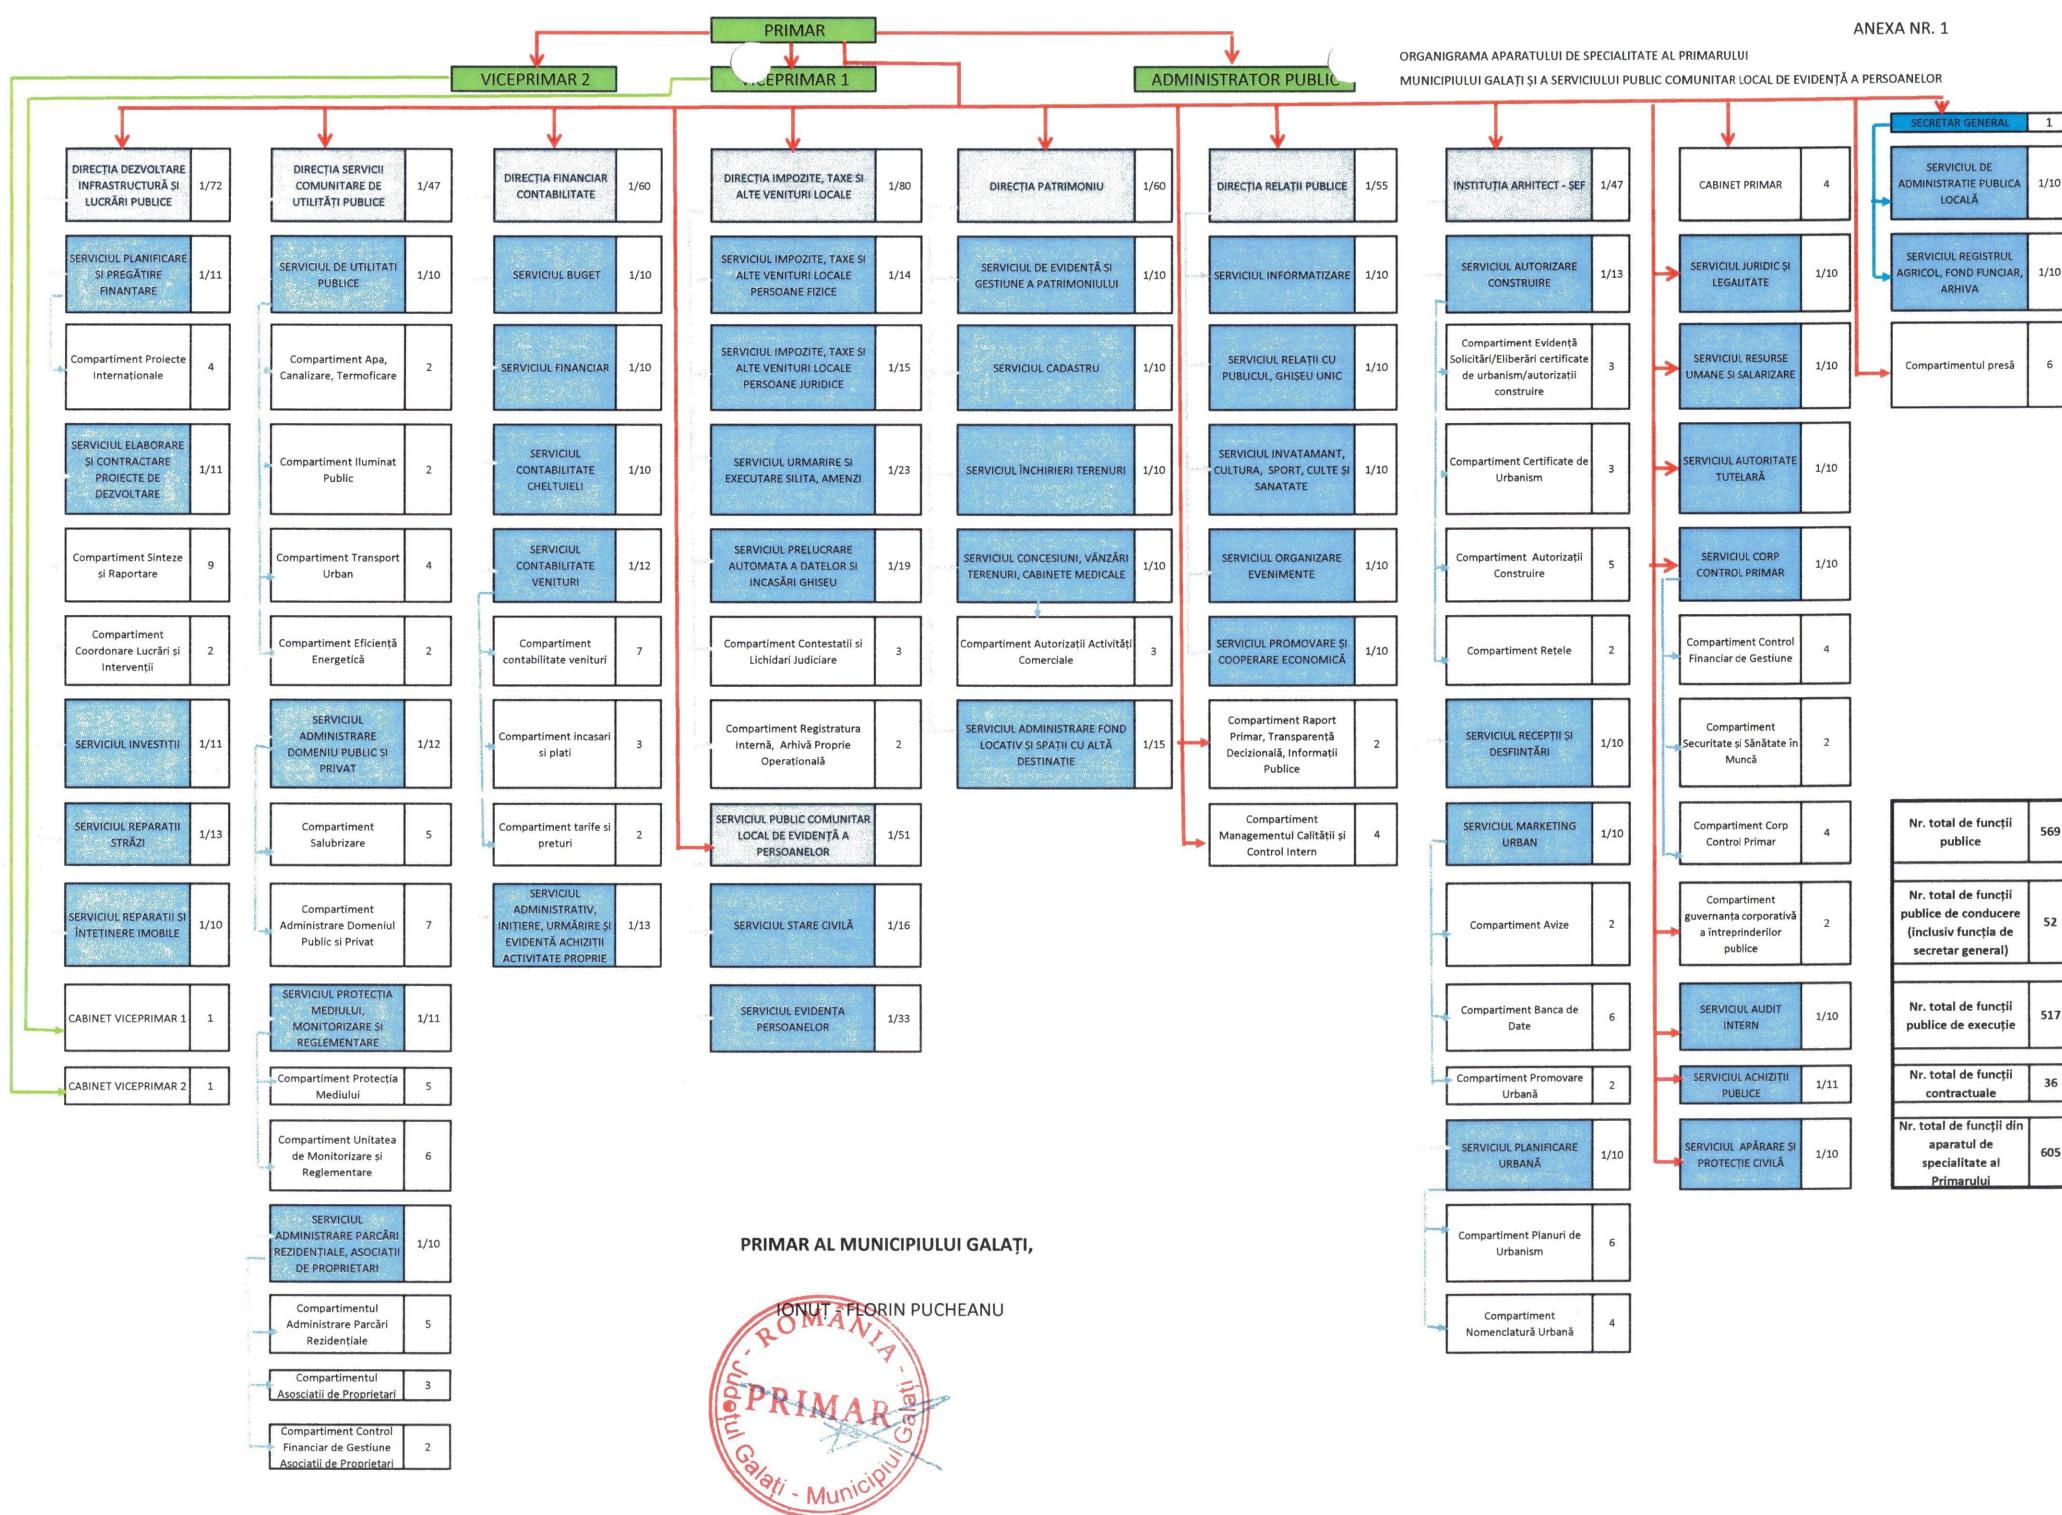 ANEXA NR. 1
ORGANIGRAMA APARATULUI DE SPECIALITATE AL PRIMARULUI
MUNICIPIULUI GALAȚI ȘI A SERVICIULUI PUBLIC COMUNITAR LOCAL DE EVIDENȚĂ A PERSOANELOR
PRIMAR
VICEPRIMAR 2
VICEPRIMAR 1
ADMINISTRATOR PUBLIC
DIRECȚIA DEZVOLTARE
INFRASTRUCTURĂ ȘI
LUCRĂRI PUBLICE
1/72
SERVICIUL PLANIFICARE
ȘI PREGĂTIRE
FINANTARE
1/11
Compartiment Proiecte
Internaționale
4
SERVICIUL ELABORARE
ȘI CONTRACTARE
PROIECTE DE
DEZVOLTARE
1/11
Compartiment Sinteze
și Raportare
9
Compartiment
Coordonare Lucrări și
Intervenții
2
SERVICIUL INVESTIȚII
1/11
SERVICIUL REPARAȚII
STRĂZI
1/13
SERVICIUL REPARAȚII SI
ÎNTEȚINERE IMOBILE
1/10
CABINET VICEPRIMAR 1
1
CABINET VICEPRIMAR 2
1
DIRECȚIA SERVICII
COMUNITARE DE
UTILITĂȚI PUBLICE
1/47
SERVICIUL DE UTILITATI
PUBLICE
1/10
Compartiment Apa,
Canalizare, Termoficare
2
Compartiment Iluminat
Public
2
Compartiment Transport
Urban
4
Compartiment Eficiență
Energetică
2
SERVICIUL
ADMINISTRARE
DOMENIU PUBLIC ȘI
PRIVAT
1/12
Compartiment
Salubrizare
5
Compartiment
Administrare Domeniul
Public si Privat
7
SERVICIUL PROTECȚIA
MEDIULUI,
MONITORIZARE ȘI
REGLEMENTARE
1/11
Compartiment Protecția
Mediului
5
Compartiment Unitatea
de Monitorizare și
Reglementare
6
SERVICIUL
ADMINISTRARE PARCĂRI
REZIDENȚIALE, ASOCIAȚII
DE PROPRIETARI
1/10
Compartimentul
Administrare Parcări
Rezidențiale
5
Compartimentul
Asosciatii de Proprietari
3
Compartiment Control
Financiar de Gestiune
Asociatii de Proprietari
2
DIRECȚIA FINANCIAR
CONTABILITATE
1/60
SERVICIUL BUGET
1/10
SERVICIUL FINANCIAR
1/10
SERVICIUL
CONTABILITATE
CHELTUIELI
1/10
SERVICIUL
CONTABILITATE
VENITURI
1/12
Compartiment
contabilitate venituri
7
Compartiment incasari
si plati
3
Compartiment tarife si
preturi
2
SERVICIUL
ADMINISTRATIV,
INIȚIERE, URMĂRIRE ȘI
EVIDENȚĂ ACHIZIȚII
ACTIVITATE PROPRIE
1/13
DIRECȚIA IMPOZITE, TAXE SI
ALTE VENITURI LOCALE
1/80
SERVICIUL IMPOZITE, TAXE SI
ALTE VENITURI LOCALE
PERSOANE FIZICE
1/14
SERVICIUL IMPOZITE, TAXE SI
ALTE VENITURI LOCALE
PERSOANE JURIDICE
1/15
SERVICIUL URMARIRE SI
EXECUTARE SILITA, AMENZI
1/23
SERVICIUL PRELUCRARE
AUTOMATA A DATELOR SI
INCASĂRI GHISEU
1/19
Compartiment Contestatii si
Lichidari Judiciare
3
Compartiment Registratura
Internă, Arhivă Proprie
Operațională
2
SERVICIUL PUBLIC COMUNITAR
LOCAL DE EVIDENȚĂ A
PERSOANELOR
1/51
SERVICIUL STARE CIVILĂ
1/16
SERVICIUL EVIDENȚA
PERSOANELOR
1/33
DIRECȚIA PATRIMONIU
1/60
SERVICIUL DE EVIDENȚĂ ȘI
GESTIUNE A PATRIMONIULUI
1/10
SERVICIUL CADASTRU
1/10
SERVICIUL ÎNCHIRIERI TERENURI
1/10
SERVICIUL CONCESIUNI, VÂNZĂRI
TERENURI, CABINETE MEDICALE
1/10
Compartiment Autorizații Activități
Comerciale
3
SERVICIUL ADMINISTRARE FOND
LOCATIV ȘI SPAȚII CU ALTĂ
DESTINAȚIE
1/15
DIRECȚIA RELAȚII PUBLICE
1/55
SERVICIUL INFORMATIZARE
1/10
SERVICIUL RELAȚII CU
PUBLICUL, GHIȘEU UNIC
1/10
SERVICIUL INVATAMANT,
CULTURA, SPORT, CULTE ȘI
SANATATE
1/10
SERVICIUL ORGANIZARE
EVENIMENTE
1/10
SERVICIUL PROMOVARE ȘI
COOPERARE ECONOMICĂ
1/10
Compartiment Raport
Primar, Transparență
Decizională, Informații
Publice
2
Compartiment
Managementul Calității și
Control Intern
4
INSTITUȚIA ARHITECT - ȘEF
1/47
SERVICIUL AUTORIZARE
CONSTRUIRE
1/13
Compartiment Evidență
Solicitări/Eliberări certificate
de urbanism/autorizații
construire
3
Compartiment Certificate de
Urbanism
3
Compartiment Autorizații
Construire
5
Compartiment Rețele
2
SERVICIUL RECEPȚII ȘI
DESFIINȚĂRI
1/10
SERVICIUL MARKETING
URBAN
1/10
Compartiment Avize
2
Compartiment Banca de
Date
6
Compartiment Promovare
Urbană
2
SERVICIUL PLANIFICARE
URBANĂ
1/10
Compartiment Planuri de
Urbanism
6
Compartiment
Nomenclatură Urbană
4
CABINET PRIMAR
4
SERVICIUL JURIDIC ȘI
LEGALITATE
1/10
SERVICIUL RESURSE
UMANE SI SALARIZARE
1/10
SERVICIUL AUTORITATE
TUTELARĂ
1/10
SERVICIUL CORP
CONTROL PRIMAR
1/10
Compartiment Control
Financiar de Gestiune
4
Compartiment
Securitate și Sănătate în
Muncă
2
Compartiment Corp
Control Primar
4
Compartiment
guvernanța corporativă
a întreprinderilor
publice
2
SERVICIUL AUDIT
INTERN
1/10
SERVICIUL ACHIZIȚII
PUBLICE
1/11
SERVICIUL APĂRARE ȘI
PROTECȚIE CIVILĂ
1/10
SECRETAR GENERAL
1
SERVICIUL DE
ADMINISTRATIE PUBLICA
LOCALĂ
1/10
SERVICIUL REGISTRUL
AGRICOL, FOND FUNCIAR,
ARHIVA
1/10
Compartimentul presă
6
Nr. total de funcții
publice
569
Nr. total de funcții
publice de conducere
(inclusiv funcția de
secretar general)
52
Nr. total de funcții
publice de execuție
517
Nr. total de funcții
contractuale
36
Nr. total de funcții din
aparatul de
specialitate al
Primarului
605
PRIMAR AL MUNICIPIULUI GALAȚI,
IONUȚ - FLORIN PUCHEANU
ROMÂNIA
PRIMAR
Județul Galați - Municipiul Galați